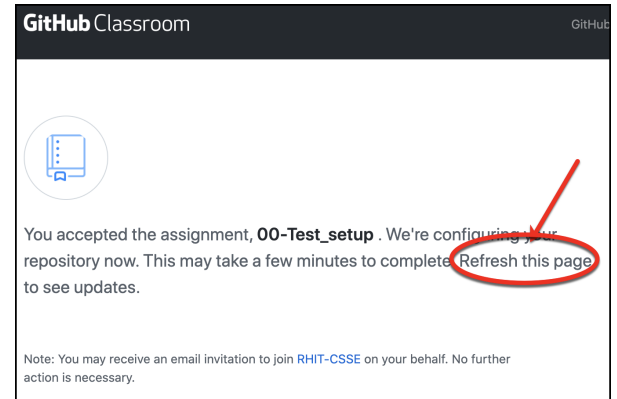 GitHub Classroom
GitHub
You accepted the assignment, 00-Test_setup . We're configuring your
repository now. This may take a few minutes to complete. Refresh this page
to see updates.
Note: You may receive an email invitation to join RHIT-CSSE on your behalf. No further
action is necessary.